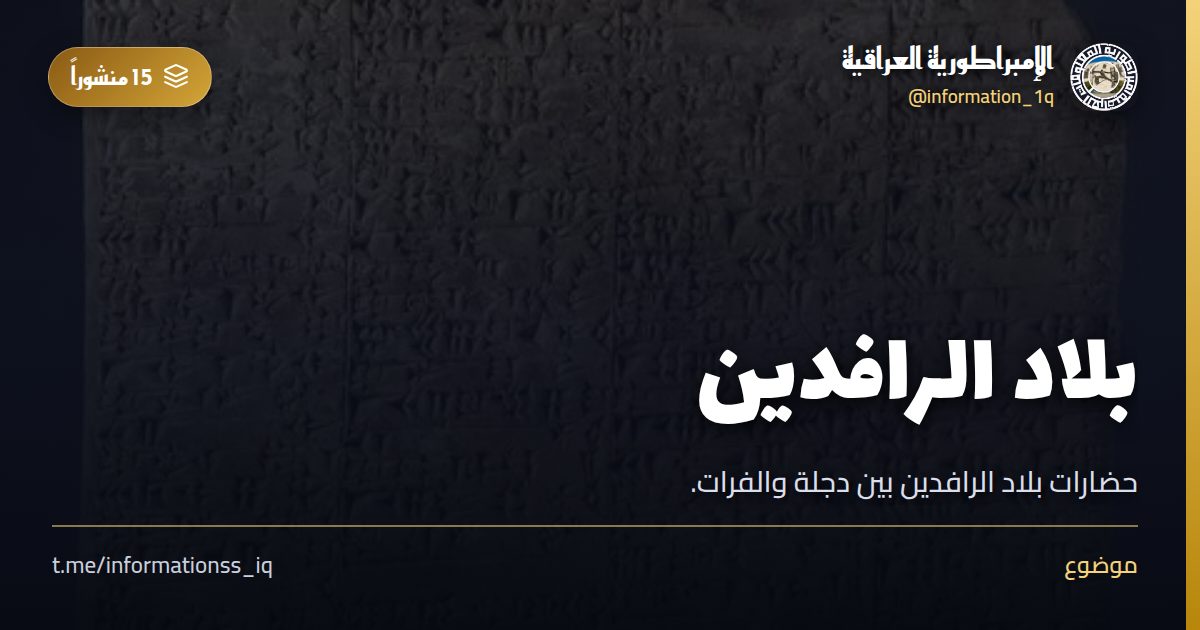 الإمبراطورية العراقية
@information_1q
15 منشوراً
بلاد الرافدين
حضارات بلاد الرافدين بين دجلة والفرات.
موضوع
t.me/informationss_iq